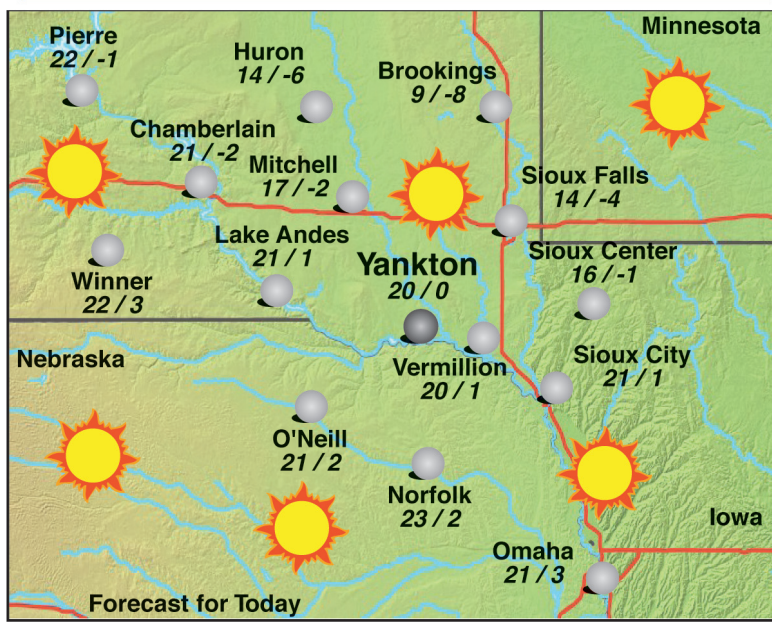 Pierre
22 / -1
Huron
14 / -6
Brookings
9 / -8
Minnesota
Chamberlain
21 / -2
Mitchell
17 / -2
Sioux Falls
14 / -4
Lake Andes
21 / 1
Yankton
20 / 0
Sioux Center
16 / -1
Winner
22 / 3
Nebraska
Vermillion
20 / 1
Sioux City
21 / 1
O'Neill
21 / 2
Norfolk
23 / 2
Iowa
Omaha
21 / 3
Forecast for Today